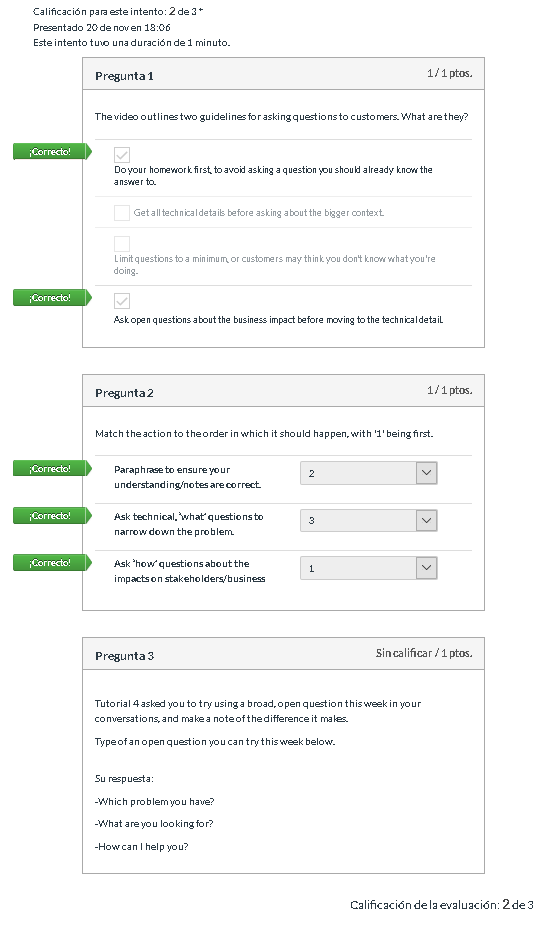 Calificación para este intento: 2 de 3 *
Presentado 20 de nov en 18:06
Este intento tuvo una duración de 1 minuto.
Pregunta 1
1 / 1 ptos.
The video outlines two guidelines for asking questions to customers. What are they?
¡Correcto!
Do your homework first, to avoid asking a question you should already know the
answer to.
Get all technical details before asking about the bigger context.
Limit questions to a minimum, or customers may think you don't know what you're
doing.
¡Correcto!
Ask open questions about the business impact before moving to the technical detail.
Pregunta 2
1 / 1 ptos.
Match the action to the order in which it should happen, with '1' being first.
¡Correcto!
Paraphrase to ensure your
understanding/notes are correct.
2
¡Correcto!
Ask technical, 'what' questions to
narrow down the problem.
3
¡Correcto!
Ask 'how' questions about the
impacts on stakeholders/business
1
Pregunta 3
Sin calificar / 1 ptos.
Tutorial 4 asked you to try using a broad, open question this week in your
conversations, and make a note of the difference it makes.
Type of an open question you can try this week below.
Su respuesta:
-Which problem you have?
-What are you looking for?
-How can I help you?
Calificación de la evaluación: 2 de 3